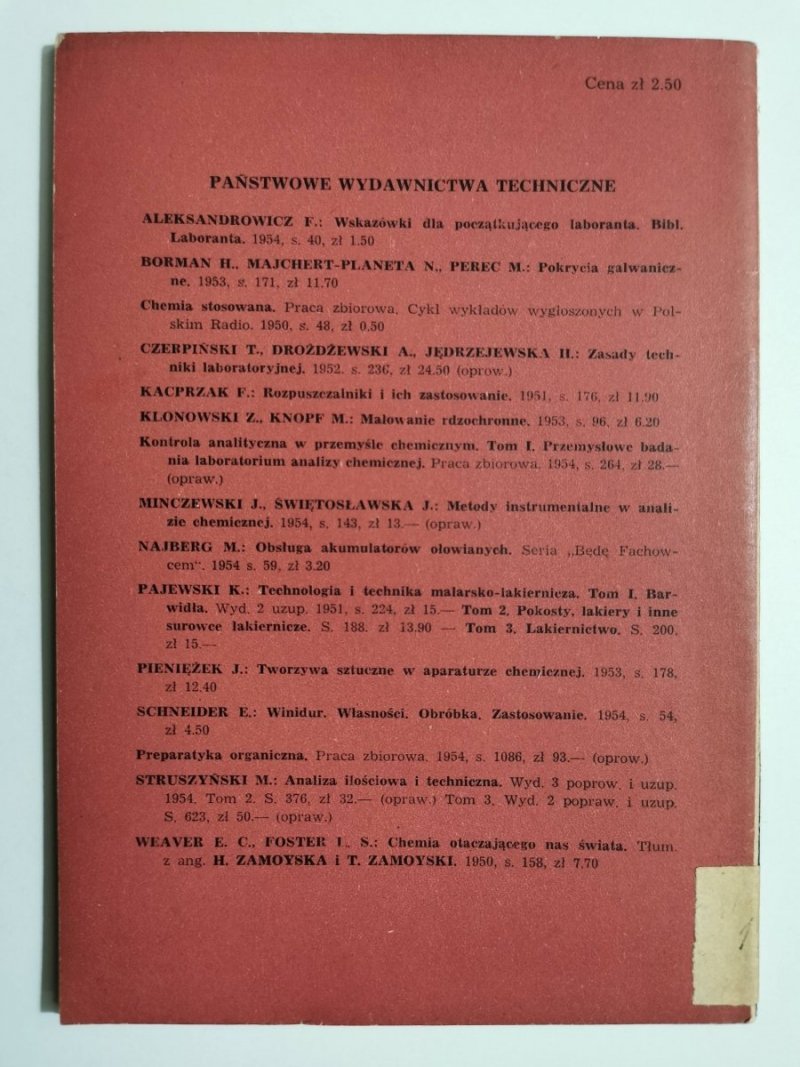 Cena zł 2.50
PAŃSTWOWE WYDAWNICTWA TECHNICZNE
ALEKSANDROWICZ F.: Wskazówki dla początkującego laboranta. Bibl.
Laboranta. 1954, s. 40, zł 1.50
BORMAN H., MAJCHERT-PLANETA N., PEREC M.: Pokrycia galwanicz-
ne. 1953, s. 171, zł 11.70
Chemia stosowana. Praca zbiorowa. Cykl wykładów wygłoszonych w Pol-
skim Radio. 1950, s. 48, zł 0.50
CZERPIŃSKI T., DROŻDŻEWSKI A., JĘDRZEJEWSKA H.: Zasady tech-
niki laboratoryjnej. 1952. s. 236, zł 24.50 (oprow.)
KACPRZAK F.: Rozpuszczalniki i ich zastosowanie. 1951, s. 176, zł 11.90
KLONOWSKI Z., KNOPF M.: Malowanie rdzochronne. 1953, s. 96, zł 6.20
Kontrola analityczna w przemyśle chemicznym. Tom I. Przemysłowe bada-
nia laboratorium analizy chemicznej. Praca zbiorowa. 1954, s. 264, zł 28.—
(opraw.)
MINCZEWSKI J., ŚWIĘTOSŁAWSKA J.: Metody instrumentalne w anali-
zie chemicznej. 1954, s. 143, zł 13.— (opraw.)
NAJBERG M.: Obsługa akumulatorów ołowianych. Seria „Będę Fachow-
cem“. 1954 s. 59, zł 3.20
PAJEWSKI K.: Technologia i technika malarsko-lakiernicza. Tom I. Bar-
widła. Wyd. 2 uzup. 1951, s. 224, zł 15.— Tom 2. Pokosty, lakiery i inne
surowce lakiernicze. S. 188. zł 13.90 — Tom 3. Lakiernictwo. S. 200,
zł 15.—
PIENIĘŻEK J.: Tworzywa sztuczne w aparaturze chemicznej. 1953, s. 178,
zł 12.40
SCHNEIDER E.: Winidur. Własności. Obróbka. Zastosowanie. 1954, s. 54,
zł 4.50
Preparatyka organiczna. Praca zbiorowa. 1954, s. 1086, zł 93.— (oprow.)
STRUSZYŃSKI M.: Analiza ilościowa i techniczna. Wyd. 3 poprow. i uzup.
1954. Tom 2. S. 376, zł 32.— (opraw.) Tom 3. Wyd. 2 popraw. i uzup.
S. 623, zł 50.— (opraw.)
WEAVER E. C., FOSTER L. S.: Chemia otaczającego nas świata. Tłum.
z ang. H. ZAMOYSKA i T. ZAMOYSKI. 1950, s. 158, zł 7.70